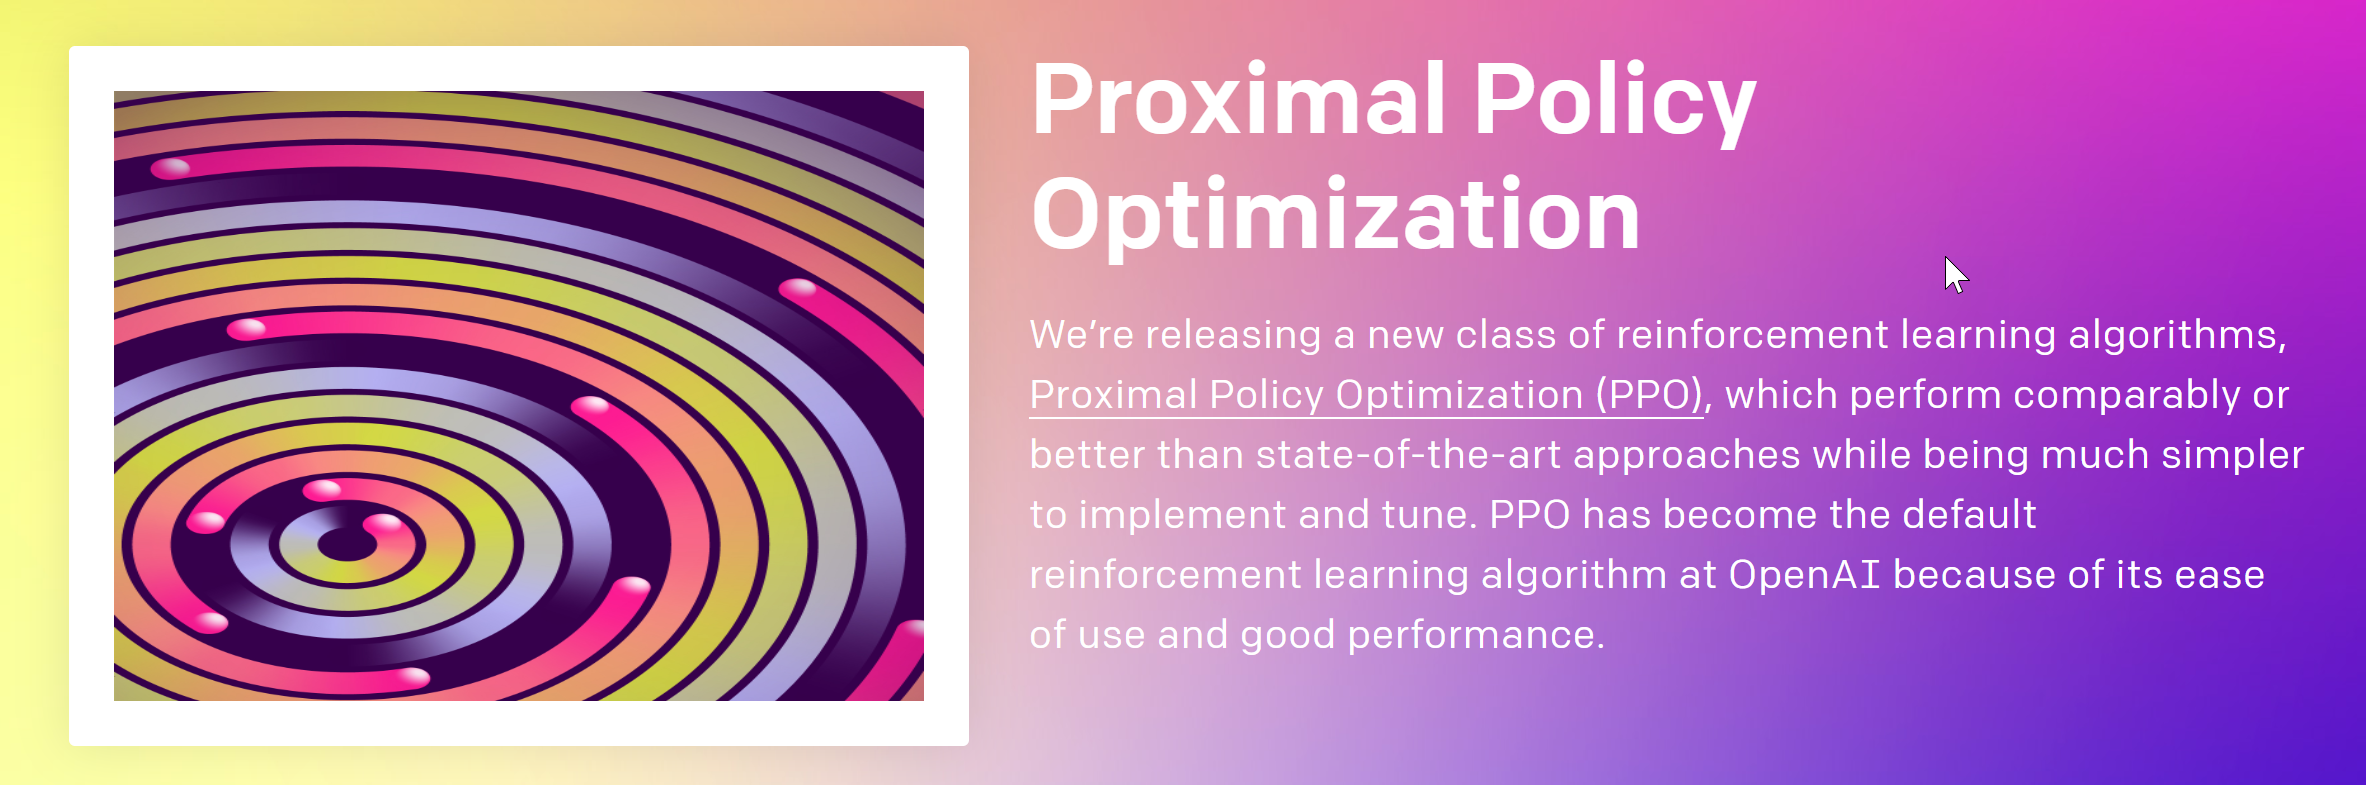 Proximal Policy
Optimization
We’re releasing a new class of reinforcement learning algorithms,
Proximal Policy Optimization (PPO), which perform comparably or
better than state-of-the-art approaches while being much simpler
to implement and tune. PPO has become the default
reinforcement learning algorithm at OpenAI because of its ease
of use and good performance.